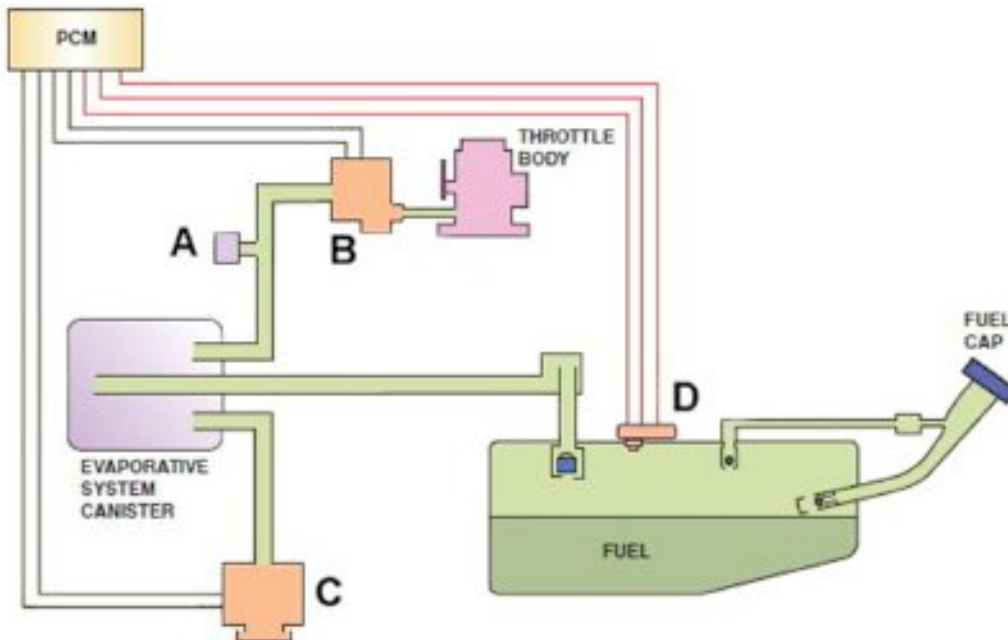 PCM
THROTTLE
BODY
A
B
FUEL
CAP
D
EVAPORATIVE
SYSTEM
CANISTER
FUEL
C